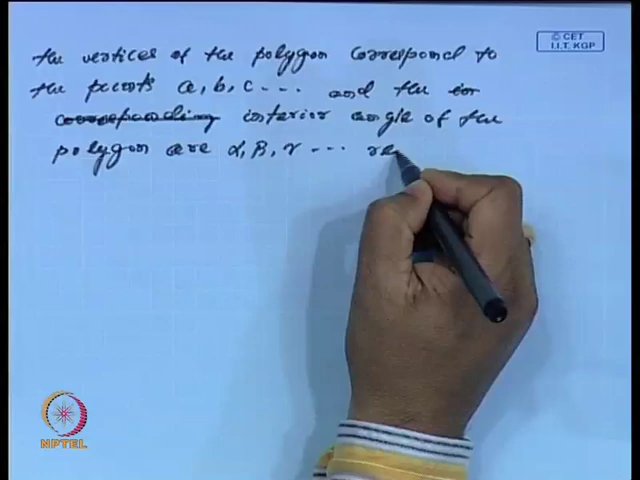 © CET
I.I.T. KGP
the vertices of the polygon correspond to
the points a, b, c .... and the in
corresponding interior angle of the
polygon are α, β, γ ... re
NPTEL